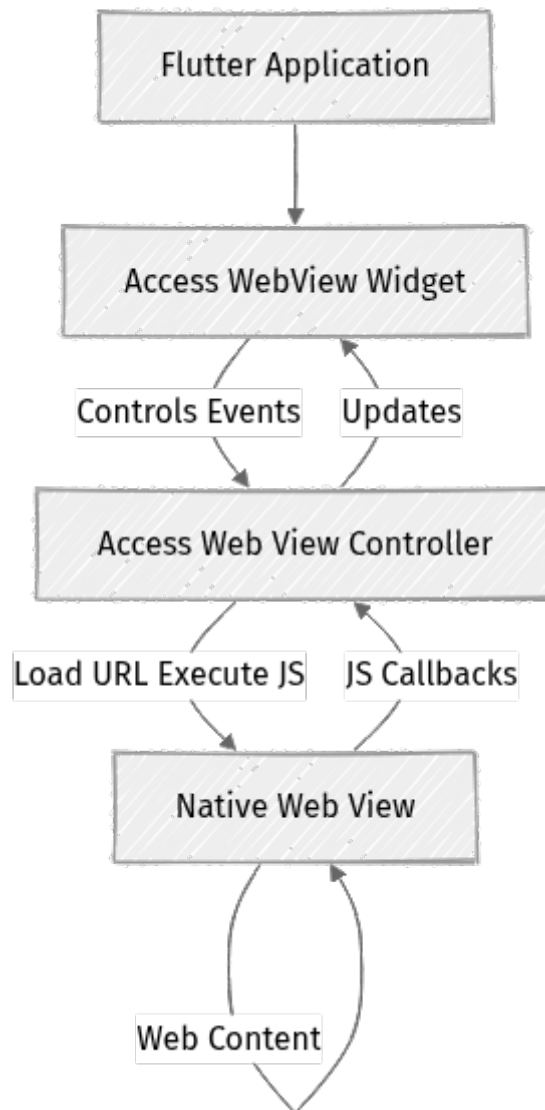 Flutter Application
Access WebView Widget
Controls Events
Updates
Access Web View Controller
Load URL Execute JS
JS Callbacks
Native Web View
Web Content